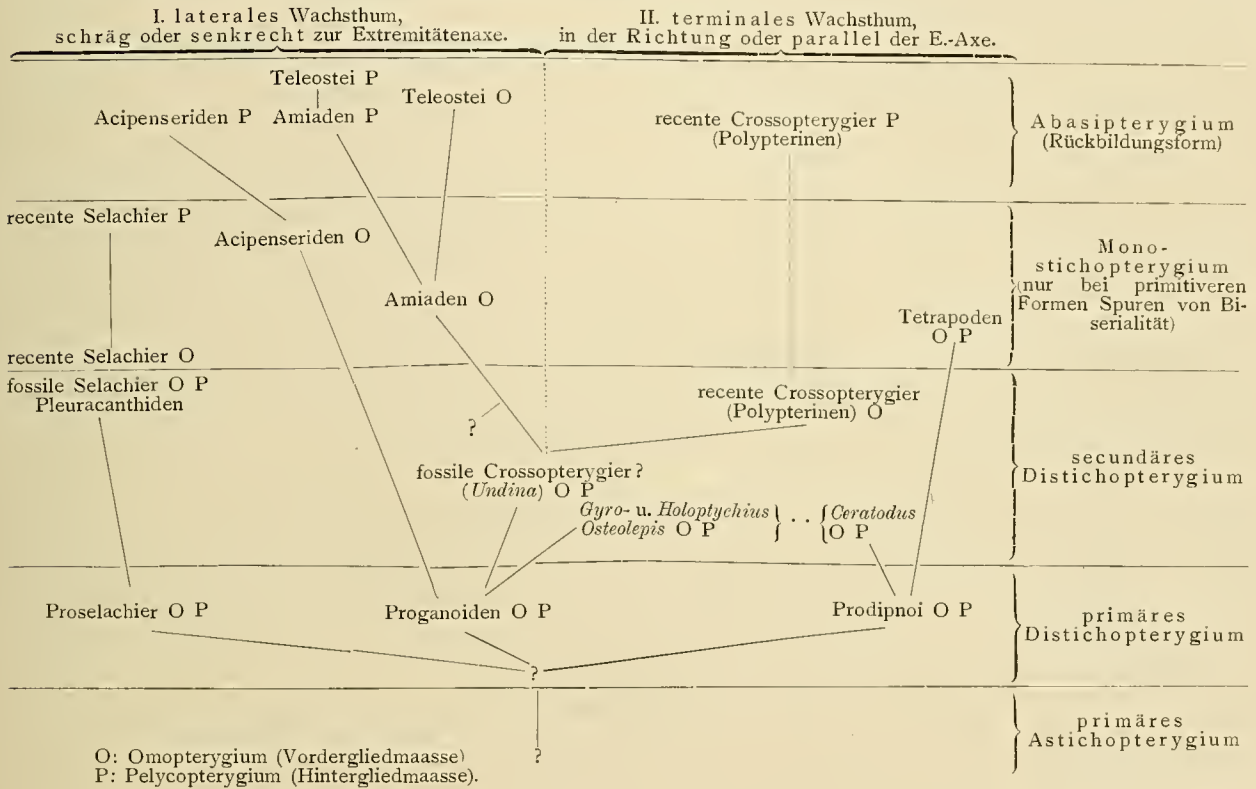 I. laterales Wachsthum,
schräg oder senkrecht zur Extremitätenaxe.
II. terminales Wachsthum,
in der Richtung oder parallel der E.-Axe.
Teleostei P
Teleostei O
Acipenseriden P
Amiaden P
recente Crossopterygier P
(Polypterinen)
Abasipterygium
(Rückbildungsform)
recente Selachier P
Acipenseriden O
Amiaden O
Tetrapoden
O P
Mono-
stichopterygium
(nur bei primitiveren
Formen Spuren von Bi-
serialität)
recente Selachier O
fossile Selachier O P
Pleuracanthiden
recente Crossopterygier
(Polypterinen) O
?
fossile Crossopterygier?
(Undina) O P
Gyro- u. Holoptychius
Osteolepis O P
. .
Ceratodus
O P
secundäres
Distichopterygium
Proselachier O P
Proganoiden O P
Prodipnoi O P
primäres
Distichopterygium
?
?
primäres
Astichopterygium
O: Omopterygium (Vordergliedmaasse)
P: Pelycopterygium (Hintergliedmaasse).